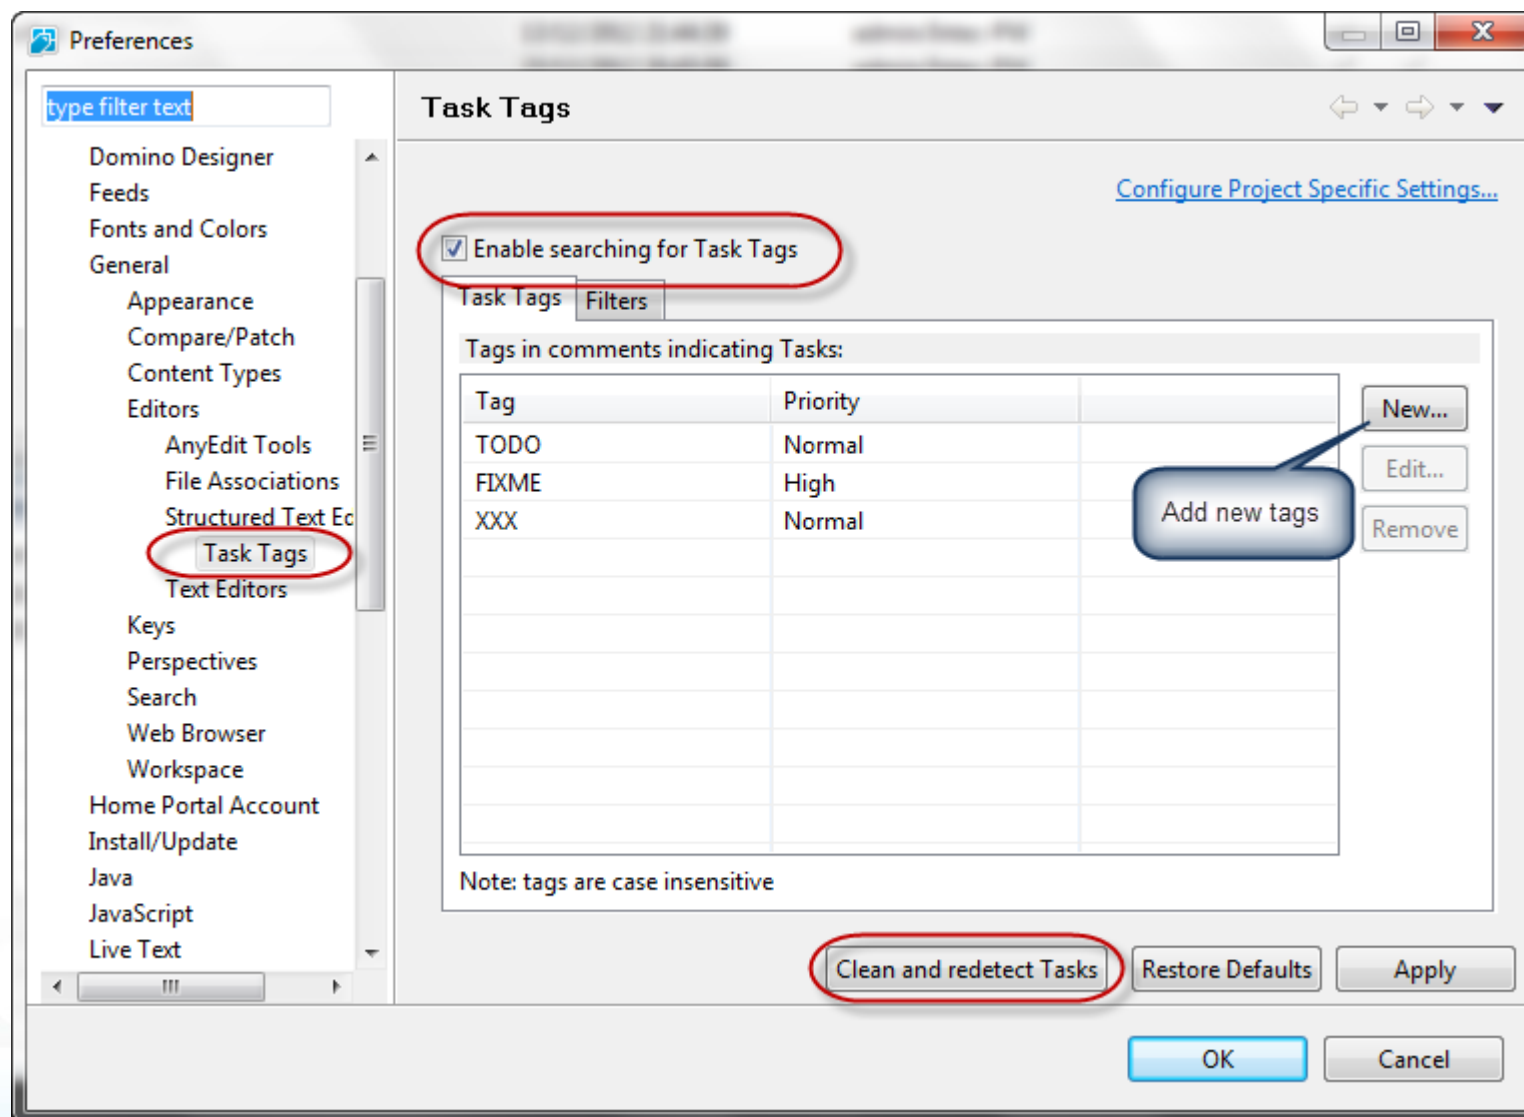 Preferences
type filter text
Domino Designer
Feeds
Fonts and Colors
General
Appearance
Compare/Patch
Content Types
Editors
AnyEdit Tools
File Associations
Structured Text Ec
Task Tags
Text Editors
Keys
Perspectives
Search
Web Browser
Workspace
Home Portal Account
Install/Update
Java
JavaScript
Live Text
Task Tags
Configure Project Specific Settings...
Enable searching for Task Tags
Task Tags Filters
Tags in comments indicating Tasks:
Tag Priority
TODO Normal
FIXME High
XXX Normal
New...
Edit...
Remove
Add new tags
Note: tags are case insensitive
Clean and redetect Tasks Restore Defaults Apply
OK Cancel